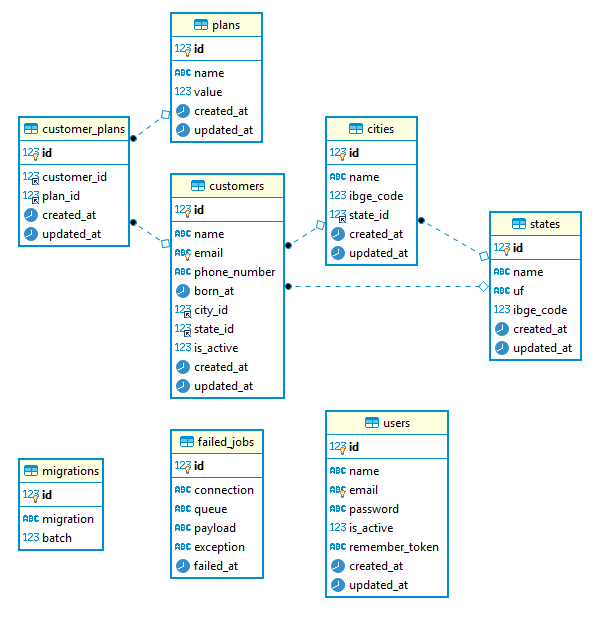 plans
123 id
ABC name
123 value
created_at
updated_at
customer_plans
123 id
123 customer_id
123 plan_id
created_at
updated_at
customers
123 id
ABC name
ABC email
ABC phone_number
born_at
123 city_id
123 state_id
123 is_active
created_at
updated_at
cities
123 id
ABC name
123 ibge_code
123 state_id
created_at
updated_at
states
123 id
ABC name
ABC uf
123 ibge_code
created_at
updated_at
migrations
123 id
ABC migration
123 batch
failed_jobs
123 id
ABC connection
ABC queue
ABC payload
ABC exception
failed_at
users
123 id
ABC name
ABC email
ABC password
123 is_active
ABC remember_token
created_at
updated_at